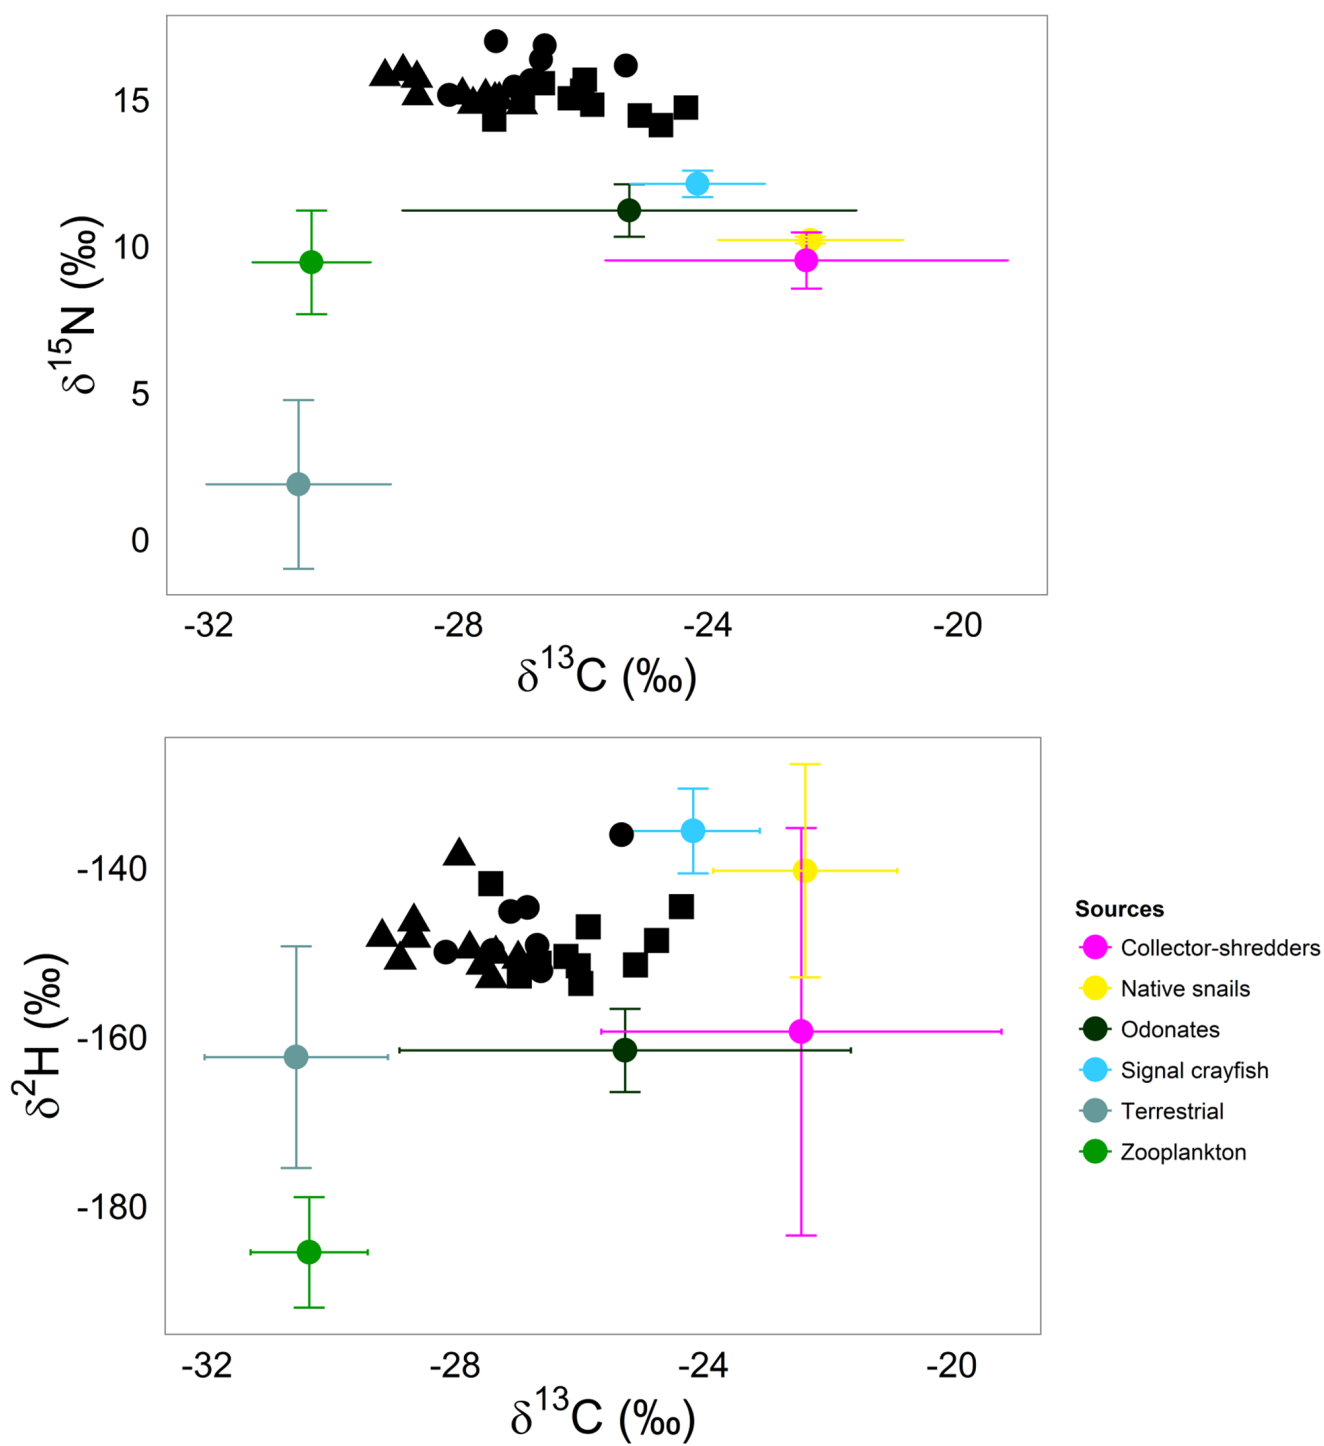 15
10
5
0
δ15N (‰)
-32 -28 -24 -20
δ13C (‰)
-140
-160
-180
δ2H (‰)
-32 -28 -24 -20
δ13C (‰)
Sources
Collector-shredders
Native snails
Odonates
Signal crayfish
Terrestrial
Zooplankton